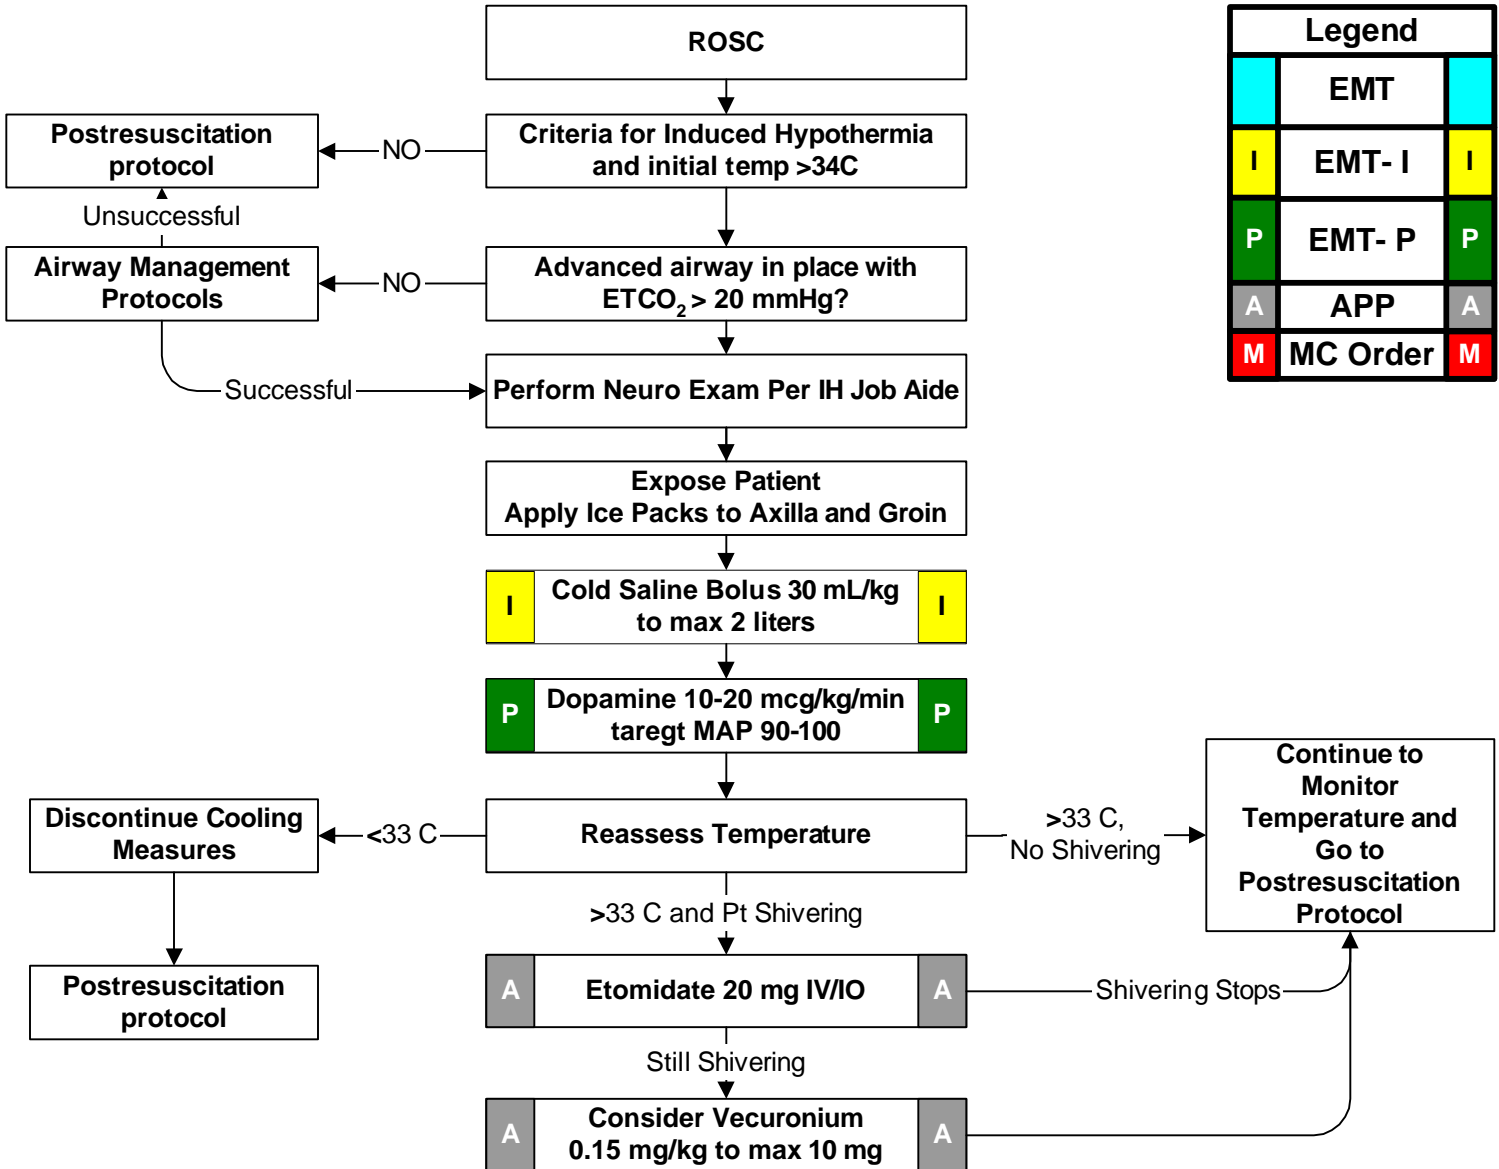 ROSC
Legend
EMT
I
EMT- I
I
P
EMT- P
P
A
APP
A
M
MC Order
M
Postresuscitation
protocol
NO
Criteria for Induced Hypothermia
and initial temp >34C
Unsuccessful
Airway Management
Protocols
NO
Advanced airway in place with
ETCO2 > 20 mmHg?
Successful
Perform Neuro Exam Per IH Job Aide
Expose Patient
Apply Ice Packs to Axilla and Groin
I
Cold Saline Bolus 30 mL/kg
to max 2 liters
I
P
Dopamine 10-20 mcg/kg/min
taregt MAP 90-100
P
Discontinue Cooling
Measures
<33 C
Reassess Temperature
>33 C,
No Shivering
Continue to
Monitor
Temperature and
Go to
Postresuscitation
Protocol
>33 C and Pt Shivering
Postresuscitation
protocol
A
Etomidate 20 mg IV/IO
A
Shivering Stops
Still Shivering
A
Consider Vecuronium
0.15 mg/kg to max 10 mg
A